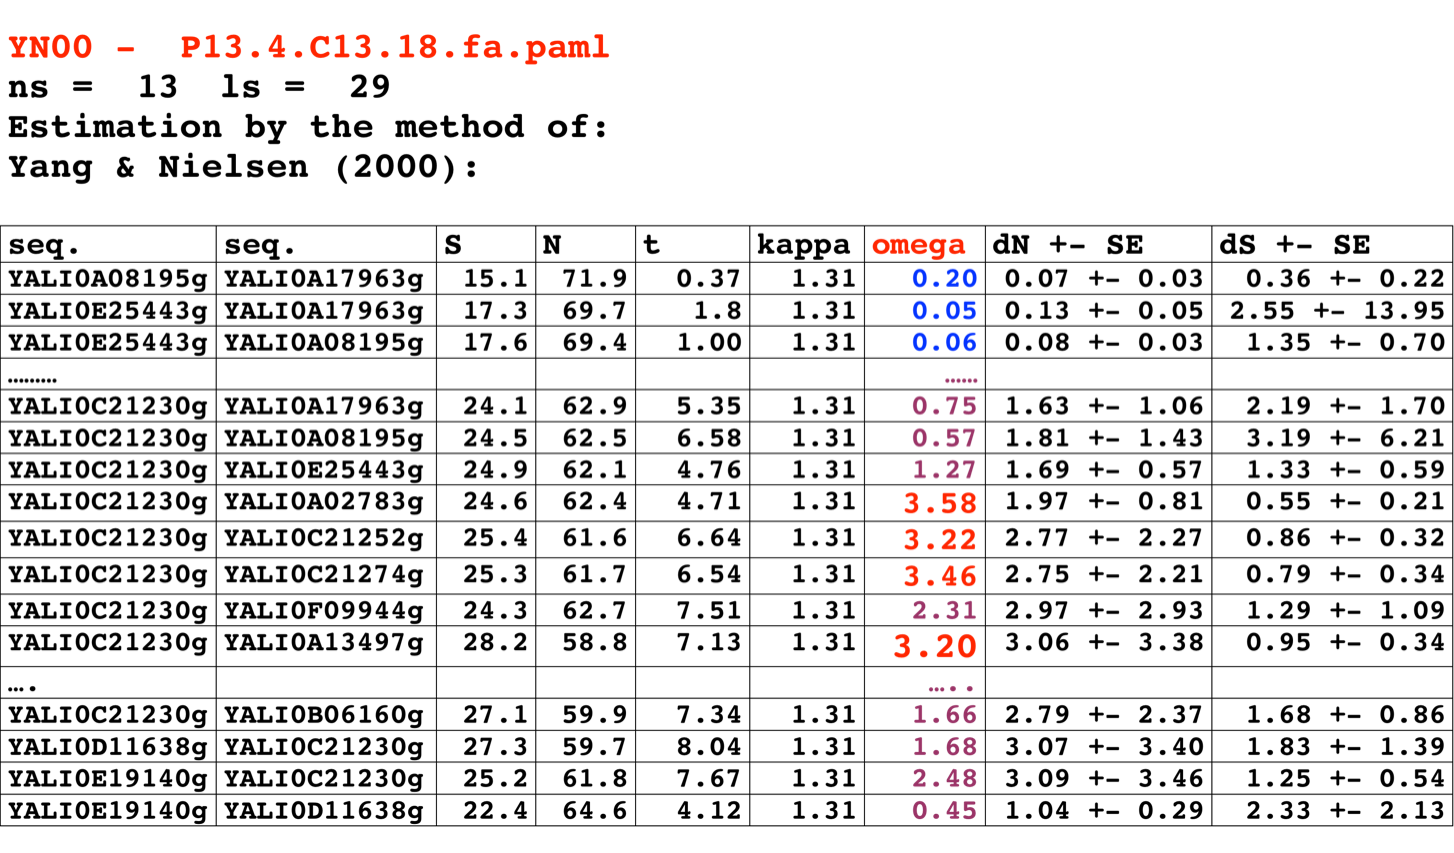 YN00 - P13.4.C13.18.fa.paml
ns = 13 ls = 29
Estimation by the method of:
Yang & Nielsen (2000):
seq. seq. S N t kappa omega dN +- SE dS +- SE
YALI0A08195g YALI0A17963g 15.1 71.9 0.37 1.31 0.20 0.07 +- 0.03 0.36 +- 0.22
YALI0E25443g YALI0A17963g 17.3 69.7 1.8 1.31 0.05 0.13 +- 0.05 2.55 +- 13.95
YALI0E25443g YALI0A08195g 17.6 69.4 1.00 1.31 0.06 0.08 +- 0.03 1.35 +- 0.70
……… ……
YALI0C21230g YALI0A17963g 24.1 62.9 5.35 1.31 0.75 1.63 +- 1.06 2.19 +- 1.70
YALI0C21230g YALI0A08195g 24.5 62.5 6.58 1.31 0.57 1.81 +- 1.43 3.19 +- 6.21
YALI0C21230g YALI0E25443g 24.9 62.1 4.76 1.31 1.27 1.69 +- 0.57 1.33 +- 0.59
YALI0C21230g YALI0A02783g 24.6 62.4 4.71 1.31 3.58 1.97 +- 0.81 0.55 +- 0.21
YALI0C21230g YALI0C21252g 25.4 61.6 6.64 1.31 3.22 2.77 +- 2.27 0.86 +- 0.32
YALI0C21230g YALI0C21274g 25.3 61.7 6.54 1.31 3.46 2.75 +- 2.21 0.79 +- 0.34
YALI0C21230g YALI0F09944g 24.3 62.7 7.51 1.31 2.31 2.97 +- 2.93 1.29 +- 1.09
YALI0C21230g YALI0A13497g 28.2 58.8 7.13 1.31 3.20 3.06 +- 3.38 0.95 +- 0.34
…. …..
YALI0C21230g YALI0B06160g 27.1 59.9 7.34 1.31 1.66 2.79 +- 2.37 1.68 +- 0.86
YALI0D11638g YALI0C21230g 27.3 59.7 8.04 1.31 1.68 3.07 +- 3.40 1.83 +- 1.39
YALI0E19140g YALI0C21230g 25.2 61.8 7.67 1.31 2.48 3.09 +- 3.46 1.25 +- 0.54
YALI0E19140g YALI0D11638g 22.4 64.6 4.12 1.31 0.45 1.04 +- 0.29 2.33 +- 2.13